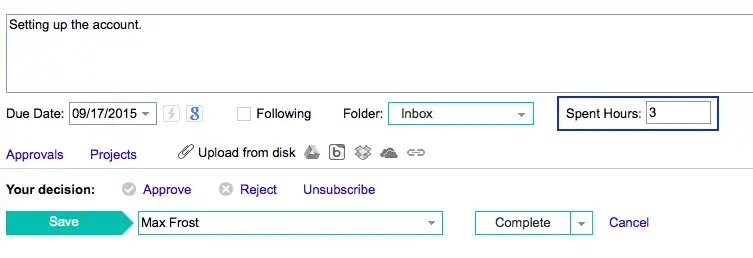 Setting up the account.
Due Date: 09/17/2015 Following Folder: Inbox Spent Hours: 3
Approvals Projects Upload from disk
Your decision: Approve Reject Unsubscribe
Save Max Frost Complete Cancel